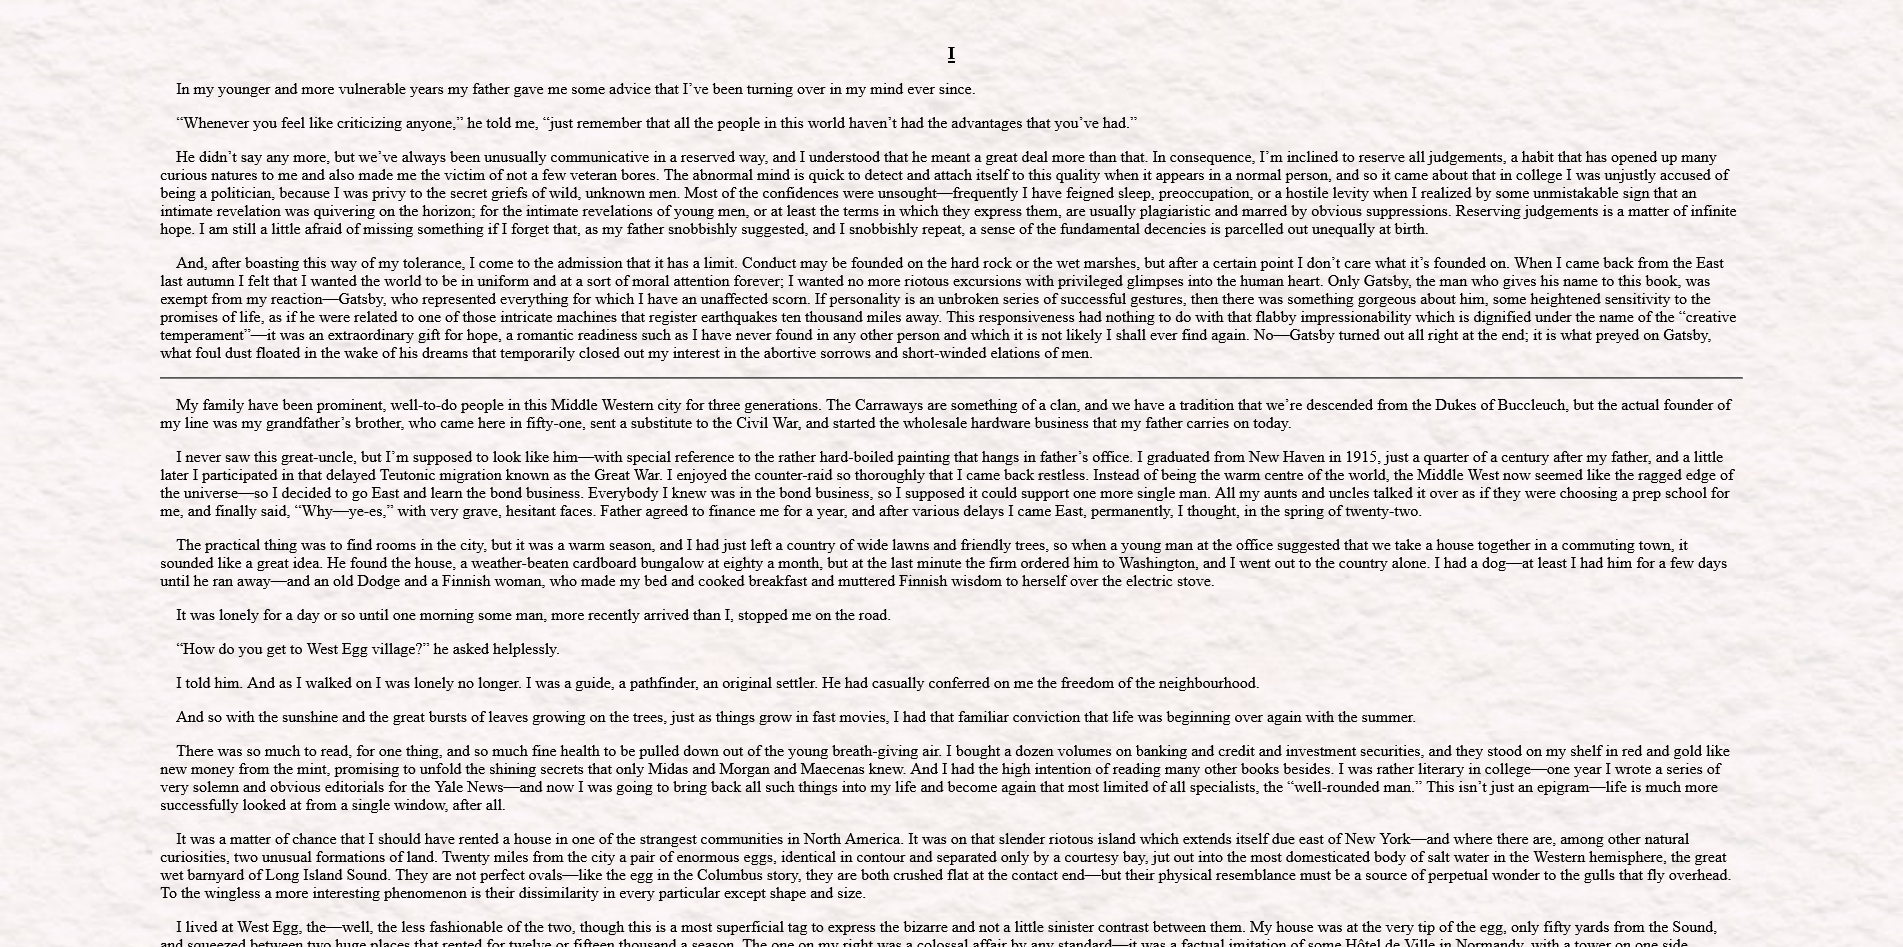 I
In my younger and more vulnerable years my father gave me some advice that I’ve been turning over in my mind ever since.
“Whenever you feel like criticizing anyone,” he told me, “just remember that all the people in this world haven’t had the advantages that you’ve had.”
He didn’t say any more, but we’ve always been unusually communicative in a reserved way, and I understood that he meant a great deal more than that. In consequence, I’m inclined to reserve all judgements, a habit that has opened up many
curious natures to me and also made me the victim of not a few veteran bores. The abnormal mind is quick to detect and attach itself to this quality when it appears in a normal person, and so it came about that in college I was unjustly accused of
being a politician, because I was privy to the secret griefs of wild, unknown men. Most of the confidences were unsought—frequently I have feigned sleep, preoccupation, or a hostile levity when I realized by some unmistakable sign that an
intimate revelation was quivering on the horizon; for the intimate revelations of young men, or at least the terms in which they express them, are usually plagiaristic and marred by obvious suppressions. Reserving judgements is a matter of infinite
hope. I am still a little afraid of missing something if I forget that, as my father snobbishly suggested, and I snobbishly repeat, a sense of the fundamental decencies is parcelled out unequally at birth.
And, after boasting this way of my tolerance, I come to the admission that it has a limit. Conduct may be founded on the hard rock or the wet marshes, but after a certain point I don’t care what it’s founded on. When I came back from the East
last autumn I felt that I wanted the world to be in uniform and at a sort of moral attention forever; I wanted no more riotous excursions with privileged glimpses into the human heart. Only Gatsby, the man who gives his name to this book, was
exempt from my reaction—Gatsby, who represented everything for which I have an unaffected scorn. If personality is an unbroken series of successful gestures, then there was something gorgeous about him, some heightened sensitivity to the
promises of life, as if he were related to one of those intricate machines that register earthquakes ten thousand miles away. This responsiveness had nothing to do with that flabby impressionability which is dignified under the name of the “creative
temperament”—it was an extraordinary gift for hope, a romantic readiness such as I have never found in any other person and which it is not likely I shall ever find again. No—Gatsby turned out all right at the end; it is what preyed on Gatsby,
what foul dust floated in the wake of his dreams that temporarily closed out my interest in the abortive sorrows and short-winded elations of men.
My family have been prominent, well-to-do people in this Middle Western city for three generations. The Carraways are something of a clan, and we have a tradition that we’re descended from the Dukes of Buccleuch, but the actual founder of
my line was my grandfather’s brother, who came here in fifty-one, sent a substitute to the Civil War, and started the wholesale hardware business that my father carries on today.
I never saw this great-uncle, but I’m supposed to look like him—with special reference to the rather hard-boiled painting that hangs in father’s office. I graduated from New Haven in 1915, just a quarter of a century after my father, and a little
later I participated in that delayed Teutonic migration known as the Great War. I enjoyed the counter-raid so thoroughly that I came back restless. Instead of being the warm centre of the world, the Middle West now seemed like the ragged edge of
the universe—so I decided to go East and learn the bond business. Everybody I knew was in the bond business, so I supposed it could support one more single man. All my aunts and uncles talked it over as if they were choosing a prep school for
me, and finally said, “Why—ye-es,” with very grave, hesitant faces. Father agreed to finance me for a year, and after various delays I came East, permanently, I thought, in the spring of twenty-two.
The practical thing was to find rooms in the city, but it was a warm season, and I had just left a country of wide lawns and friendly trees, so when a young man at the office suggested that we take a house together in a commuting town, it
sounded like a great idea. He found the house, a weather-beaten cardboard bungalow at eighty a month, but at the last minute the firm ordered him to Washington, and I went out to the country alone. I had a dog—at least I had him for a few days
until he ran away—and an old Dodge and a Finnish woman, who made my bed and cooked breakfast and muttered Finnish wisdom to herself over the electric stove.
It was lonely for a day or so until one morning some man, more recently arrived than I, stopped me on the road.
“How do you get to West Egg village?” he asked helplessly.
I told him. And as I walked on I was lonely no longer. I was a guide, a pathfinder, an original settler. He had casually conferred on me the freedom of the neighbourhood.
And so with the sunshine and the great bursts of leaves growing on the trees, just as things grow in fast movies, I had that familiar conviction that life was beginning over again with the summer.
There was so much to read, for one thing, and so much fine health to be pulled down out of the young breath-giving air. I bought a dozen volumes on banking and credit and investment securities, and they stood on my shelf in red and gold like
new money from the mint, promising to unfold the shining secrets that only Midas and Morgan and Maecenas knew. And I had the high intention of reading many other books besides. I was rather literary in college—one year I wrote a series of
very solemn and obvious editorials for the Yale News—and now I was going to bring back all such things into my life and become again that most limited of all specialists, the “well-rounded man.” This isn’t just an epigram—life is much more
successfully looked at from a single window, after all.
It was a matter of chance that I should have rented a house in one of the strangest communities in North America. It was on that slender riotous island which extends itself due east of New York—and where there are, among other natural
curiosities, two unusual formations of land. Twenty miles from the city a pair of enormous eggs, identical in contour and separated only by a courtesy bay, jut out into the most domesticated body of salt water in the Western hemisphere, the great
wet barnyard of Long Island Sound. They are not perfect ovals—like the egg in the Columbus story, they are both crushed flat at the contact end—but their physical resemblance must be a source of perpetual wonder to the gulls that fly overhead.
To the wingless a more interesting phenomenon is their dissimilarity in every particular except shape and size.
I lived at West Egg, the—well, the less fashionable of the two, though this is a most superficial tag to express the bizarre and not a little sinister contrast between them. My house was at the very tip of the egg, only fifty yards from the Sound,
and squeezed between two huge places that rented for twelve or fifteen thousand a season. The one on my right was a colossal affair by any standard—it was a factual imitation of some Hôtel de Ville in Normandy, with a tower on one side,